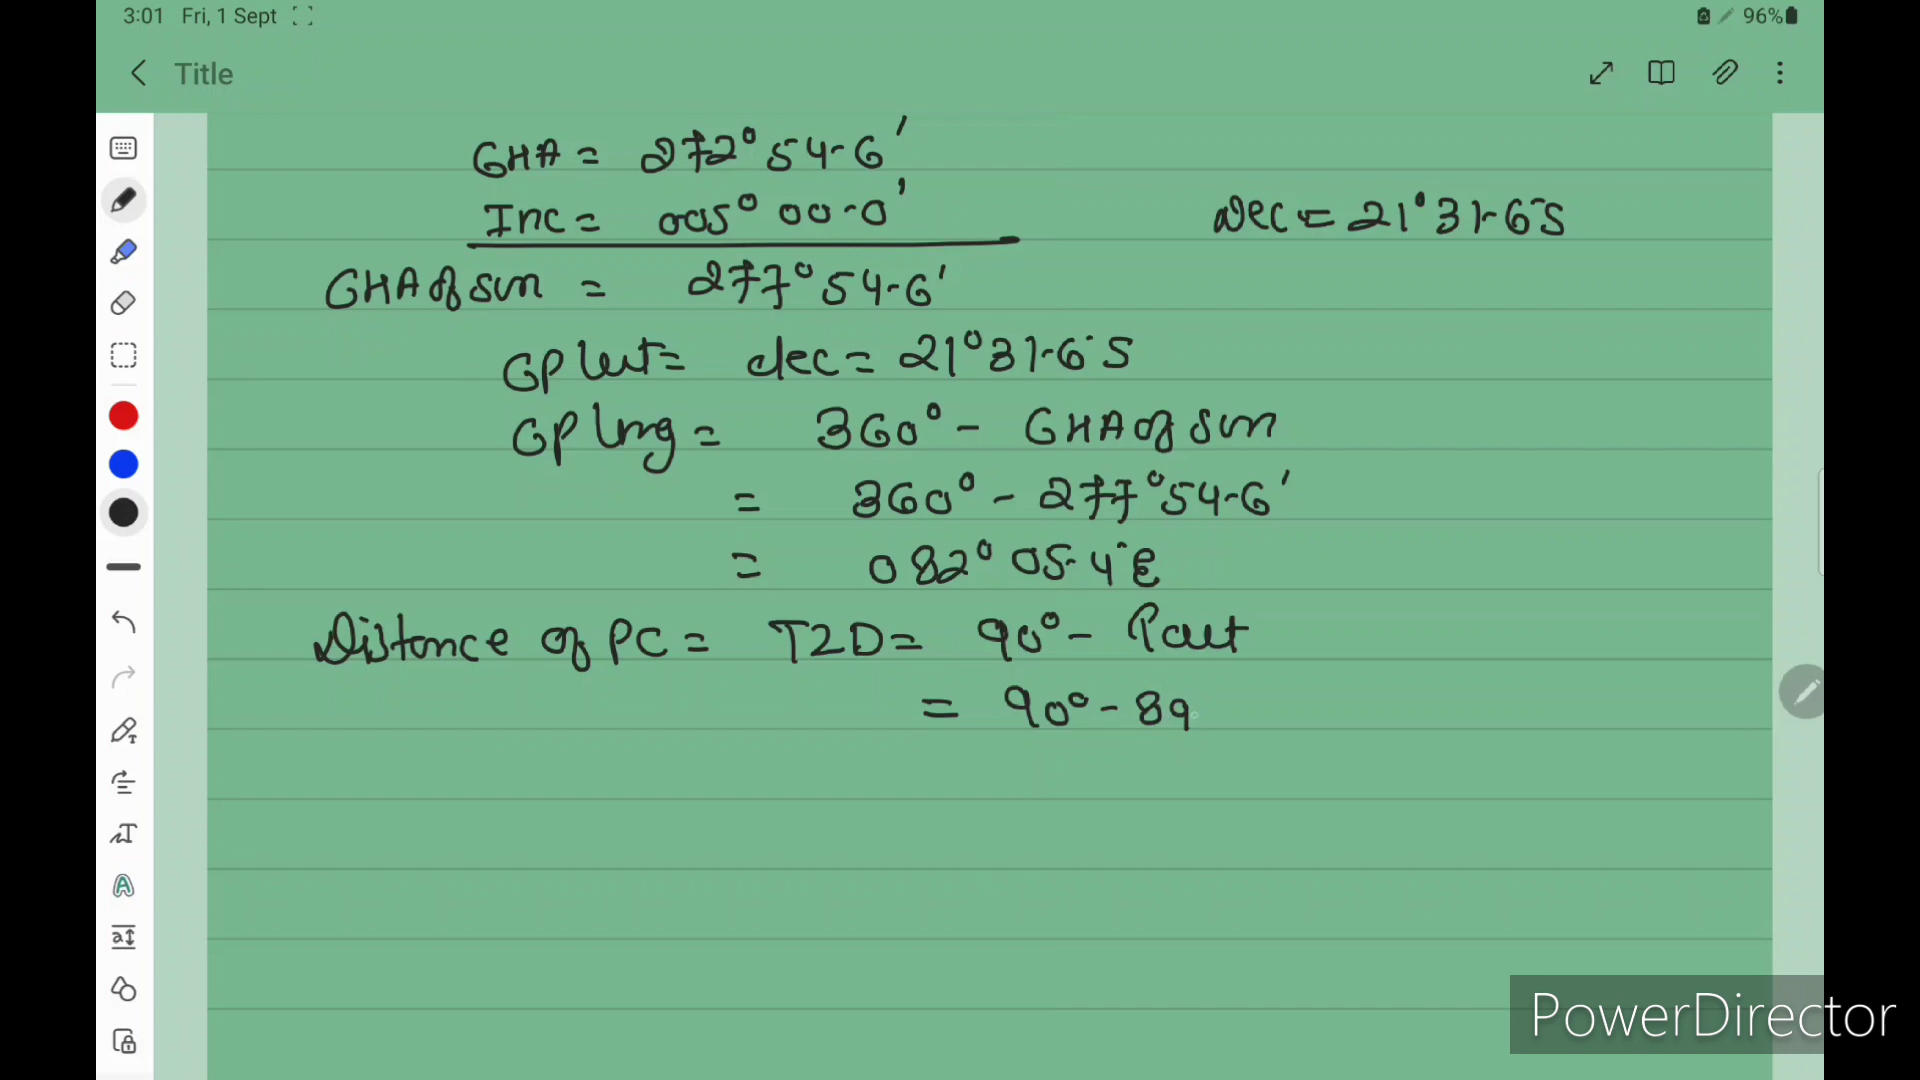 3:01 Fri, 1 Sept 96%
Title
GHA = 272° 54.6'
Inc = 005° 00.0'
Dec = 21° 31.6' S
GHA of sun = 277° 54.6'
GP lat = dec = 21° 31.6' S
GP long = 360° - GHA of sun
= 360° - 277° 54.6'
= 082° 05.4' E
Distance of PC = TZD = 90° - Talt
= 90° - 89
PowerDirector